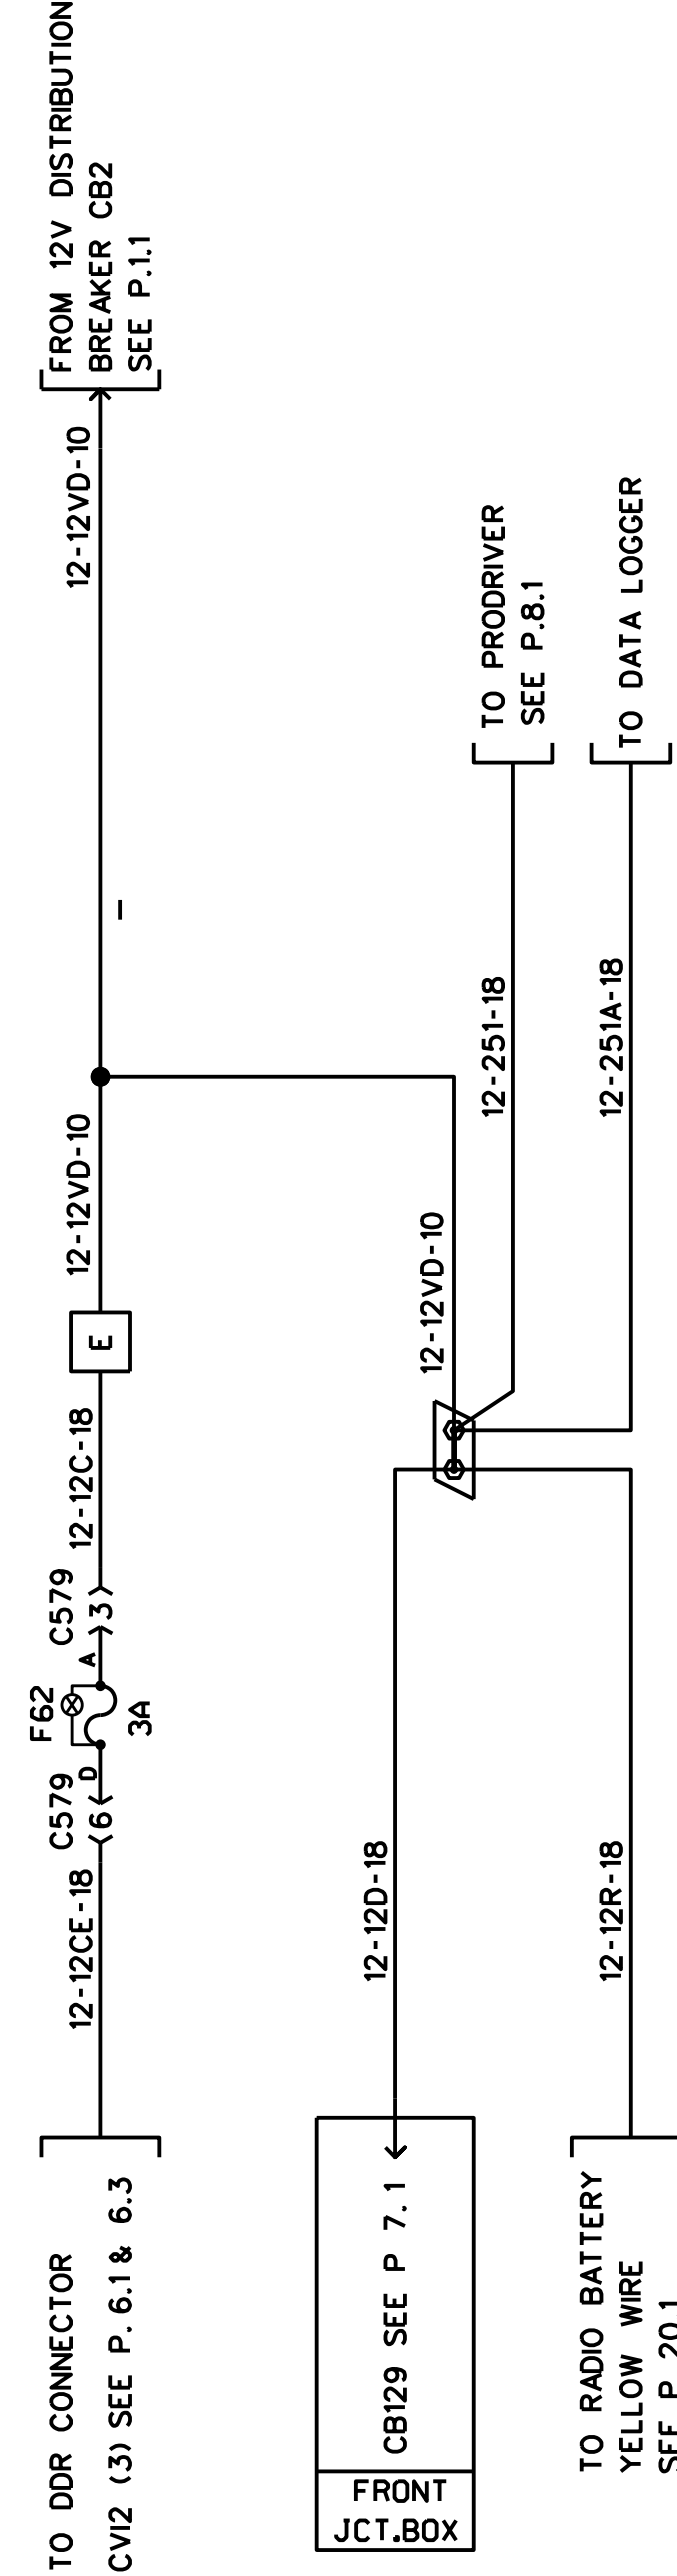 FROM 12V DISTRIBUTION
BREAKER CB2
SEE P.1.1
12-12VD-10
TO PRODRIVER
SEE P.8.1
TO DATA LOGGER
12-251-18
12-251A-18
12-12VD-10
12-12VD-10
E
12-12C-18
C579
3
A
F62
3A
D
C579
6
12-12CE-18
12-12D-18
12-12R-18
TO DDR CONNECTOR
CVI2 (3) SEE P. 6.1 & 6.3
CB129 SEE P 7.1
FRONT
JCT.BOX
TO RADIO BATTERY
YELLOW WIRE
SEE P 20.1